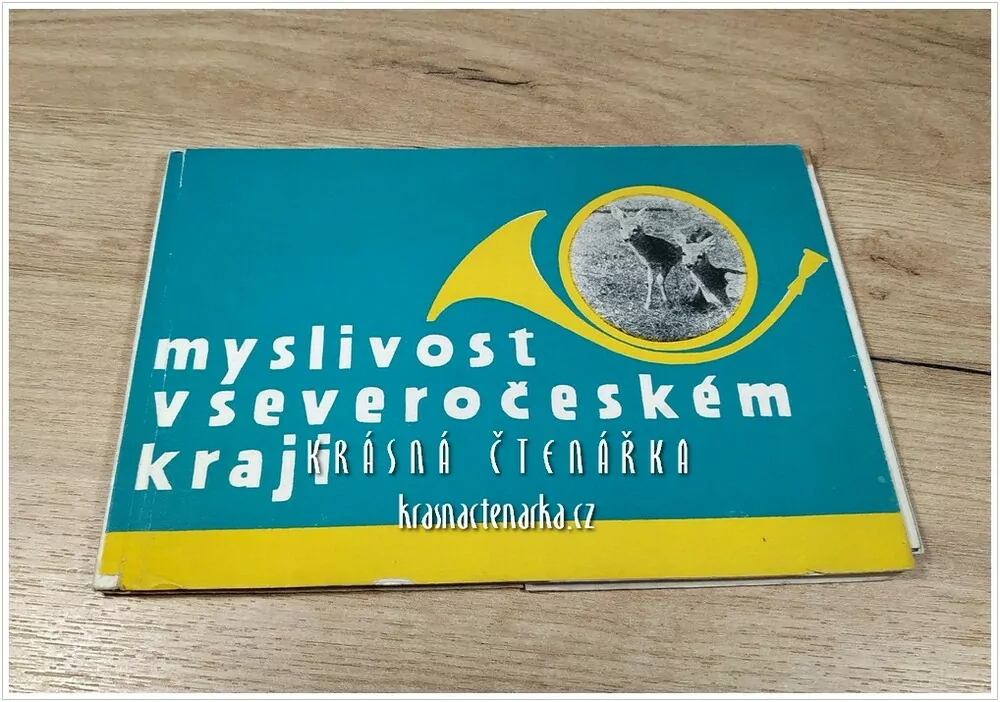 myslivost
v severočeském
kraji
KRÁSNÁ ČTENÁŘKA
krasnactenarka.cz